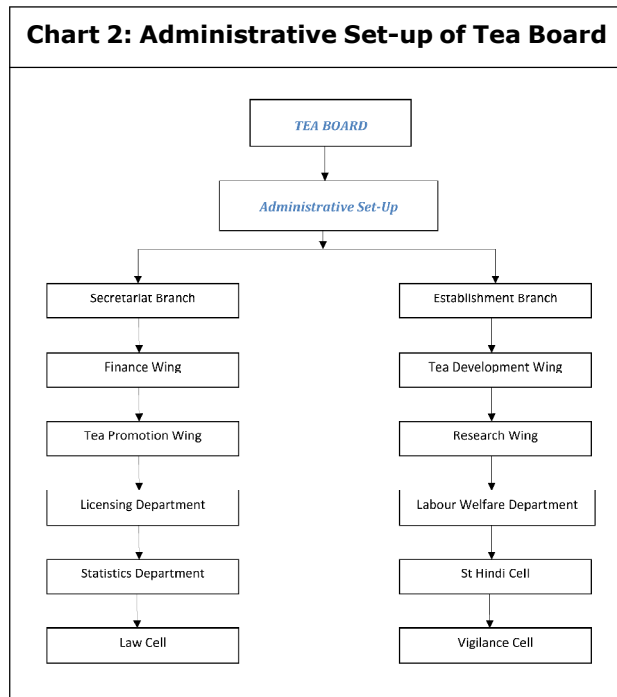 Chart 2: Administrative Set-up of Tea Board
TEA BOARD
Administrative Set-Up
Secretariat Branch
Establishment Branch
Finance Wing
Tea Development Wing
Tea Promotion Wing
Research Wing
Licensing Department
Labour Welfare Department
Statistics Department
St Hindi Cell
Law Cell
Vigilance Cell